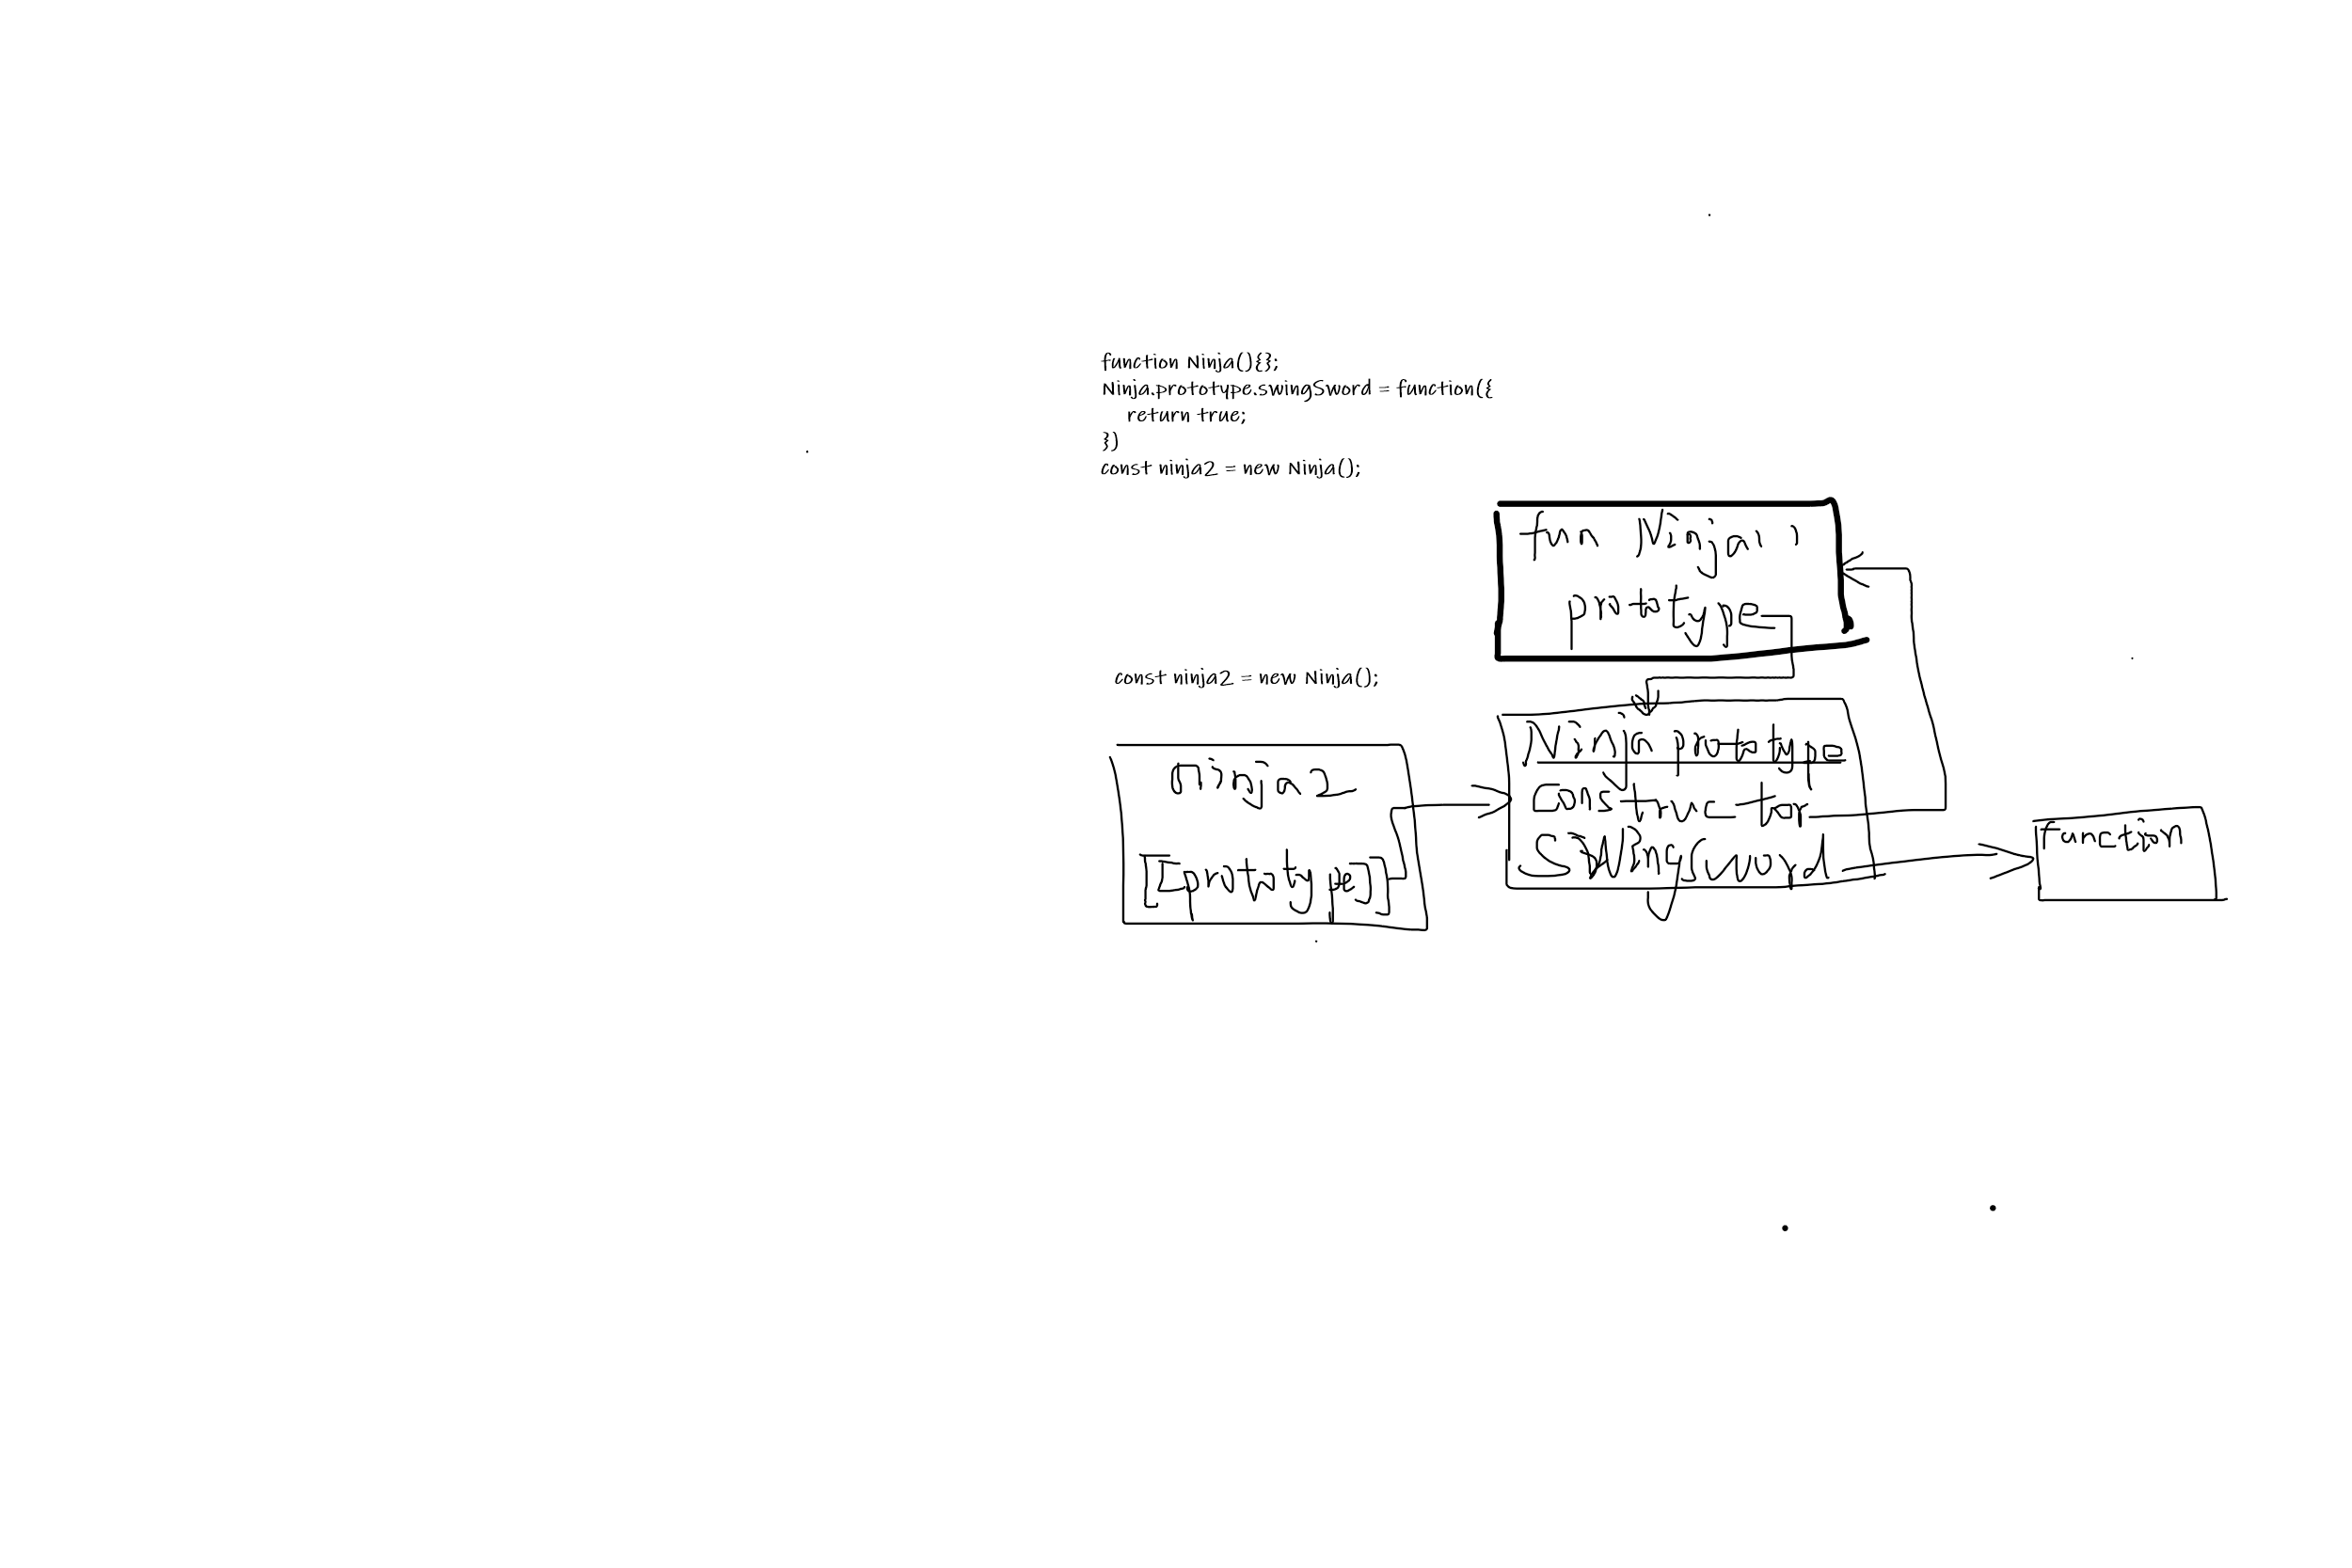 function Ninja(){};
Ninja.prototype.swingSword = function({
return true;
})
const ninja2 = new Ninja();
fun Ninja()
prototype
const ninja2 = new Ninja();
Ninja prototype
constructor
swingsword
ninja2
[[prototype]]
function